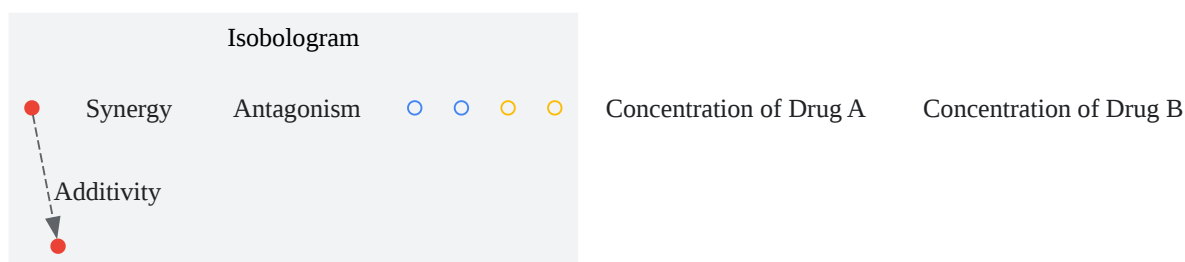 Isobologram
Synergy Antagonism Concentration of Drug A Concentration of Drug B
Additivity